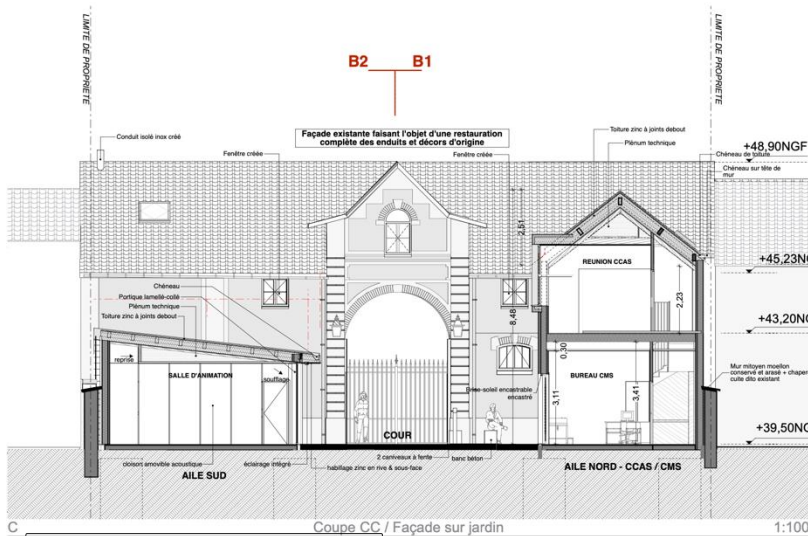 LIMITE DE PROPRIETE
LIMITE DE PROPRIETE
B2 B1
Conduit isolé inox créé
Façade existante faisant l'objet d'une restauration
complète des enduits et décors d'origine
Toiture zinc à joints debout
Plénum technique
+48,90NGF
Fenêtre créée
Fenêtre créée
Chéneau de toiture
Chéneau sur tête de
mur
2,51
REUNION CCAS
+45,23NG
Chéneau
Portique lamellé-collé
Plénum technique
Toiture zinc à joints debout
2,23
8,48
+43,20NG
reprise
SALLE D'ANIMATION
soufflage
0,30
BUREAU CMS
Mur mitoyen moellon
conservé et arasé + chaper
cuite dito existant
Brise-soleil encastrable
encastré
3,11
3,41
COUR
+39,50NG
2 caniveaux à fente
cloison amovible acoustique
éclairage intégré
banc béton
habillage zinc en rive & sous-face
AILE SUD
AILE NORD - CCAS / CMS
C
Coupe CC / Façade sur jardin
1:100